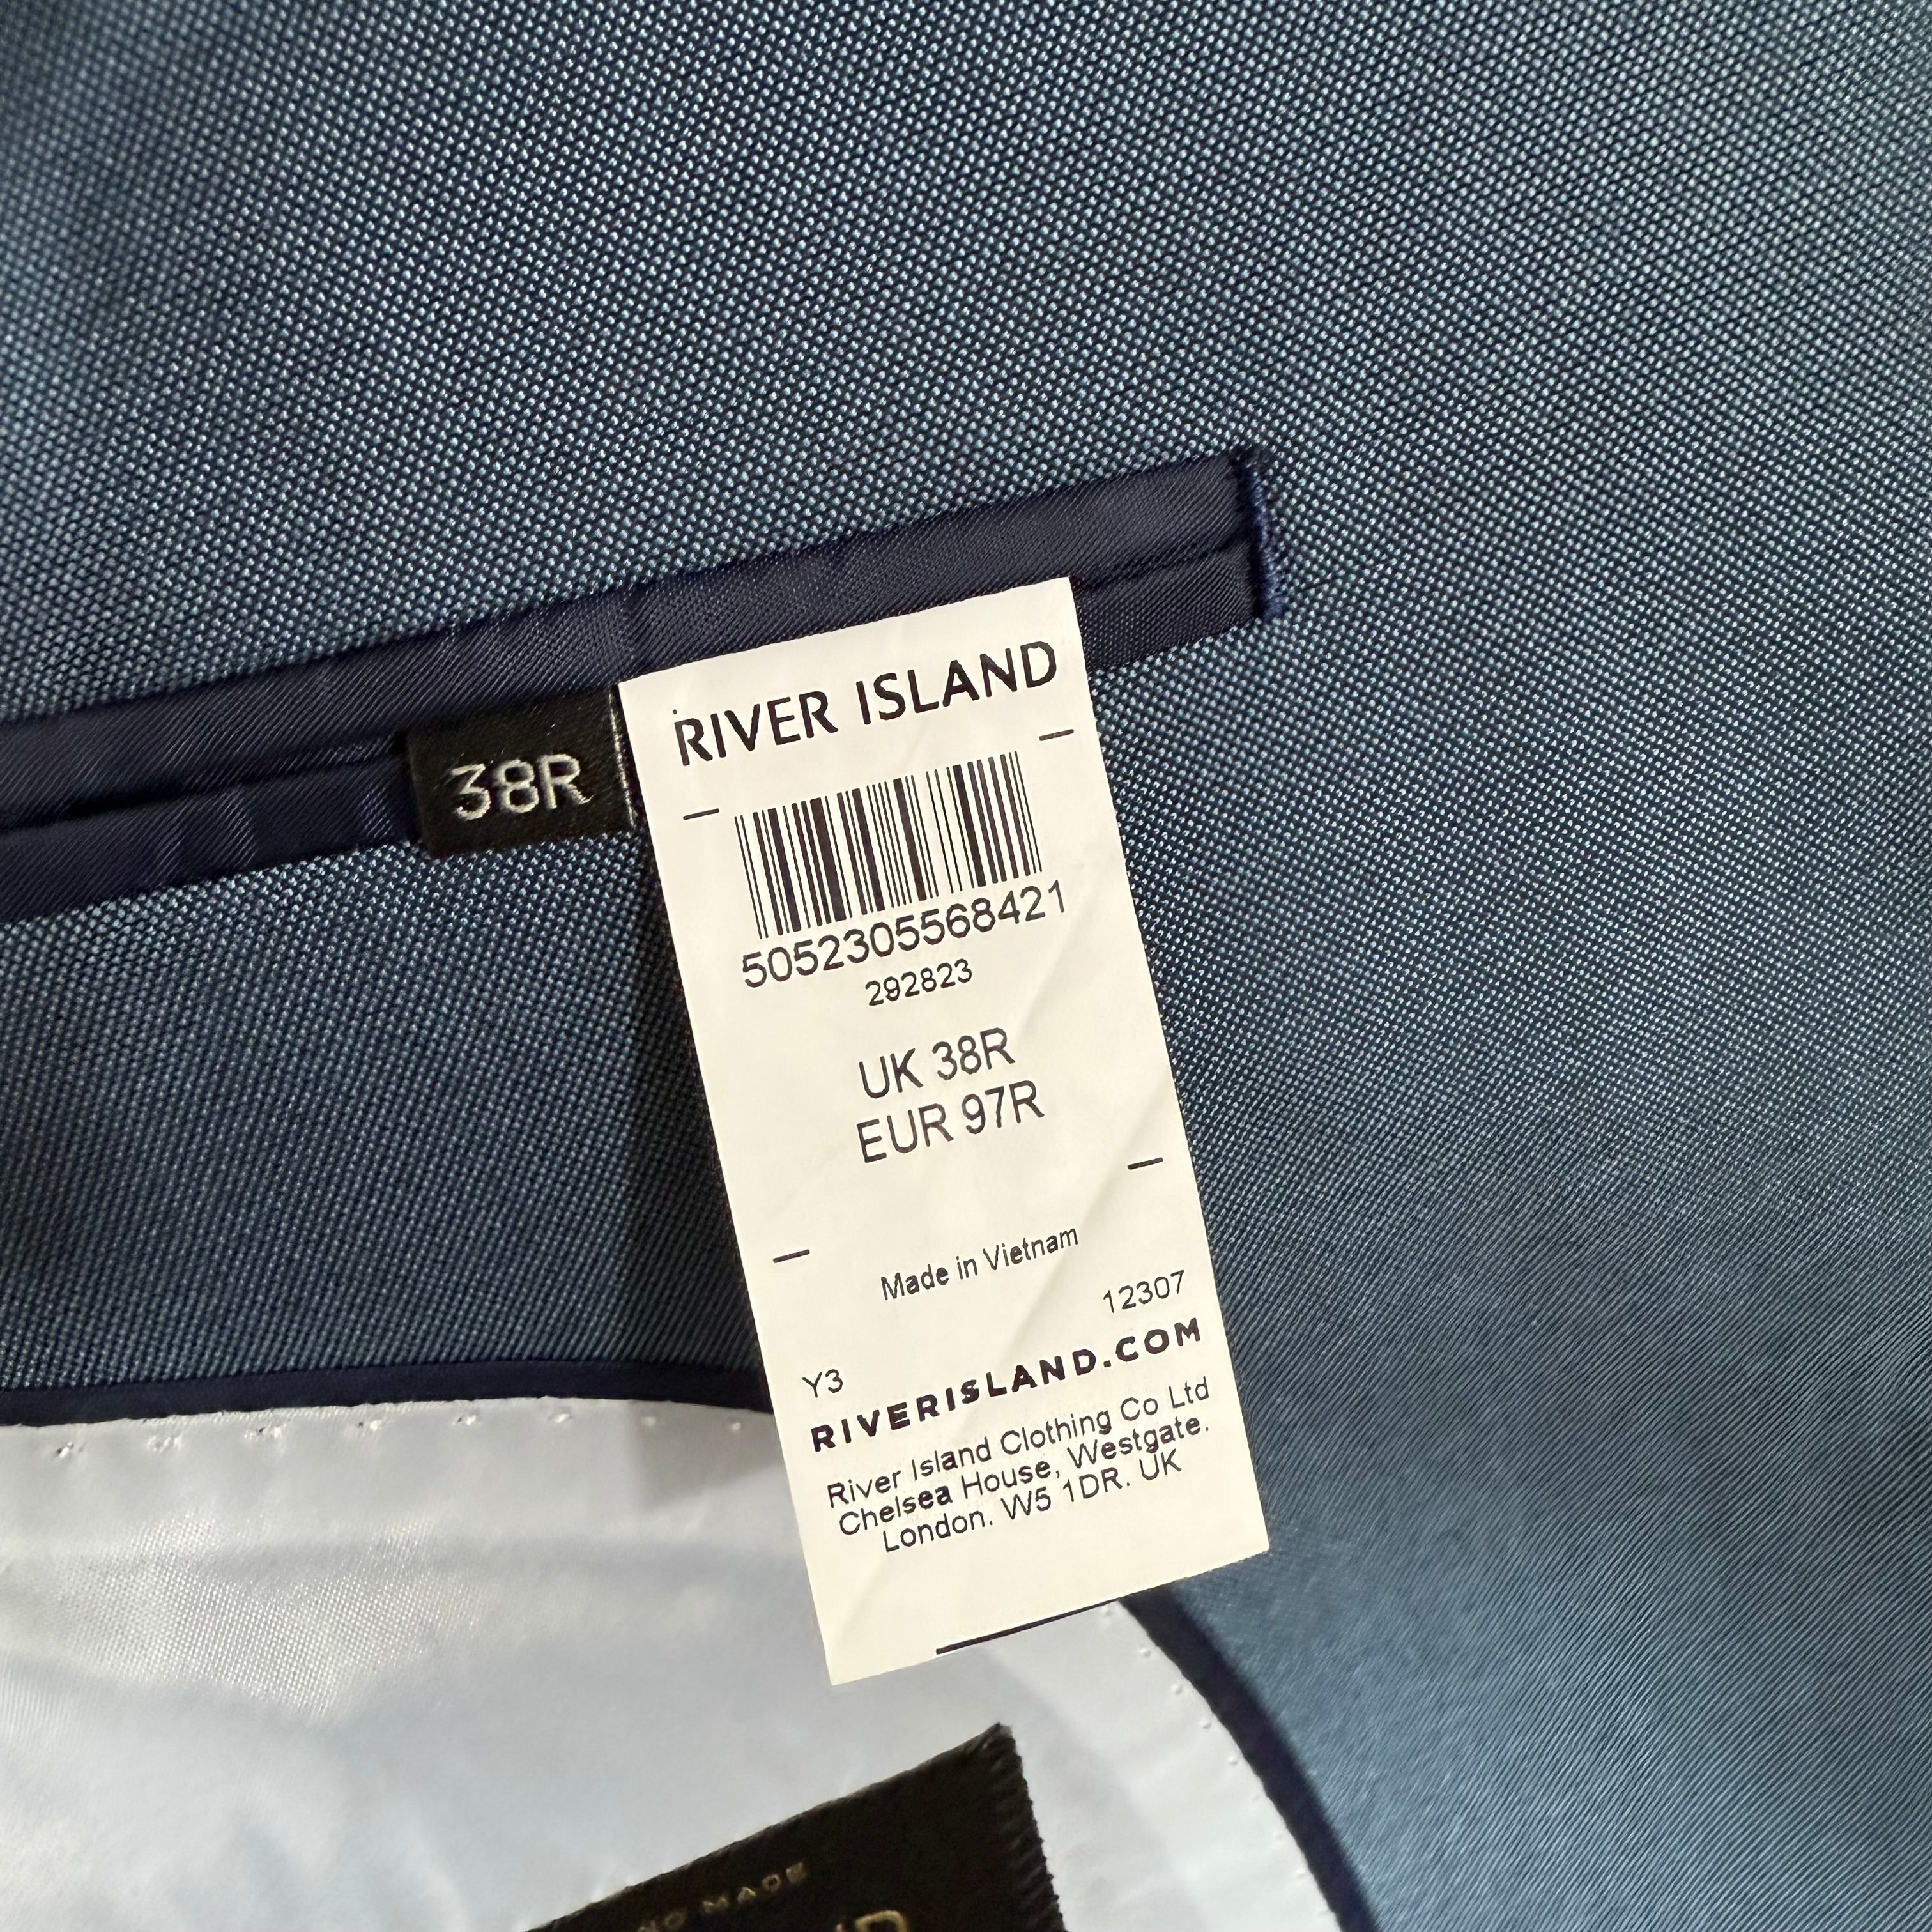 38R
RIVER ISLAND
5052305568421
292823
UK 38R
EUR 97R
Made in Vietnam
12307
Y3
RIVERISLAND.COM
River Island Clothing Co Ltd
Chelsea House, Westgate.
London. W5 1DR. UK
MADE